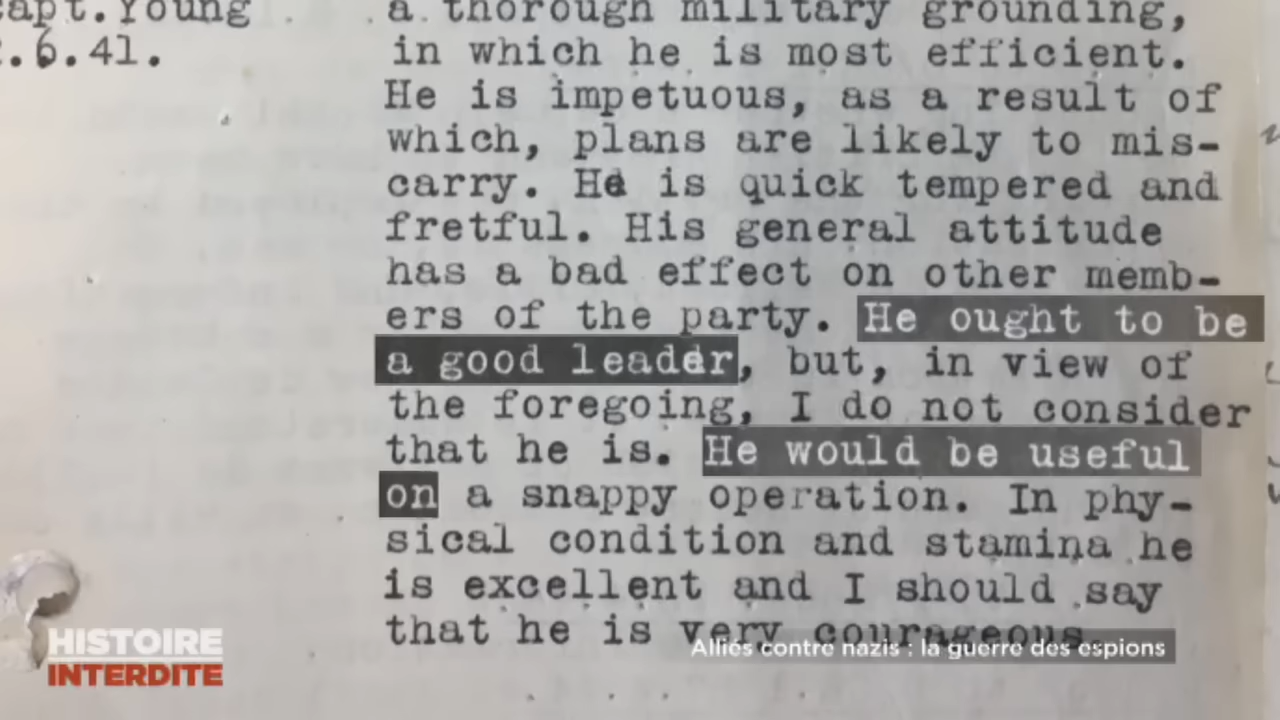 capt.Young
.6.41.
a thorough military grounding,
in which he is most efficient.
He is impetuous, as a result of
which, plans are likely to mis-
carry. He is quick tempered and
fretful. His general attitude
has a bad effect on other memb-
ers of the party. He ought to be
a good leader, but, in view of
the foregoing, I do not consider
that he is. He would be useful
on a snappy operation. In phy-
sical condition and stamina he
is excellent and I should say
that he is very courageous.
Alliés contre nazis : la guerre des espions
HISTOIRE
INTERDITE